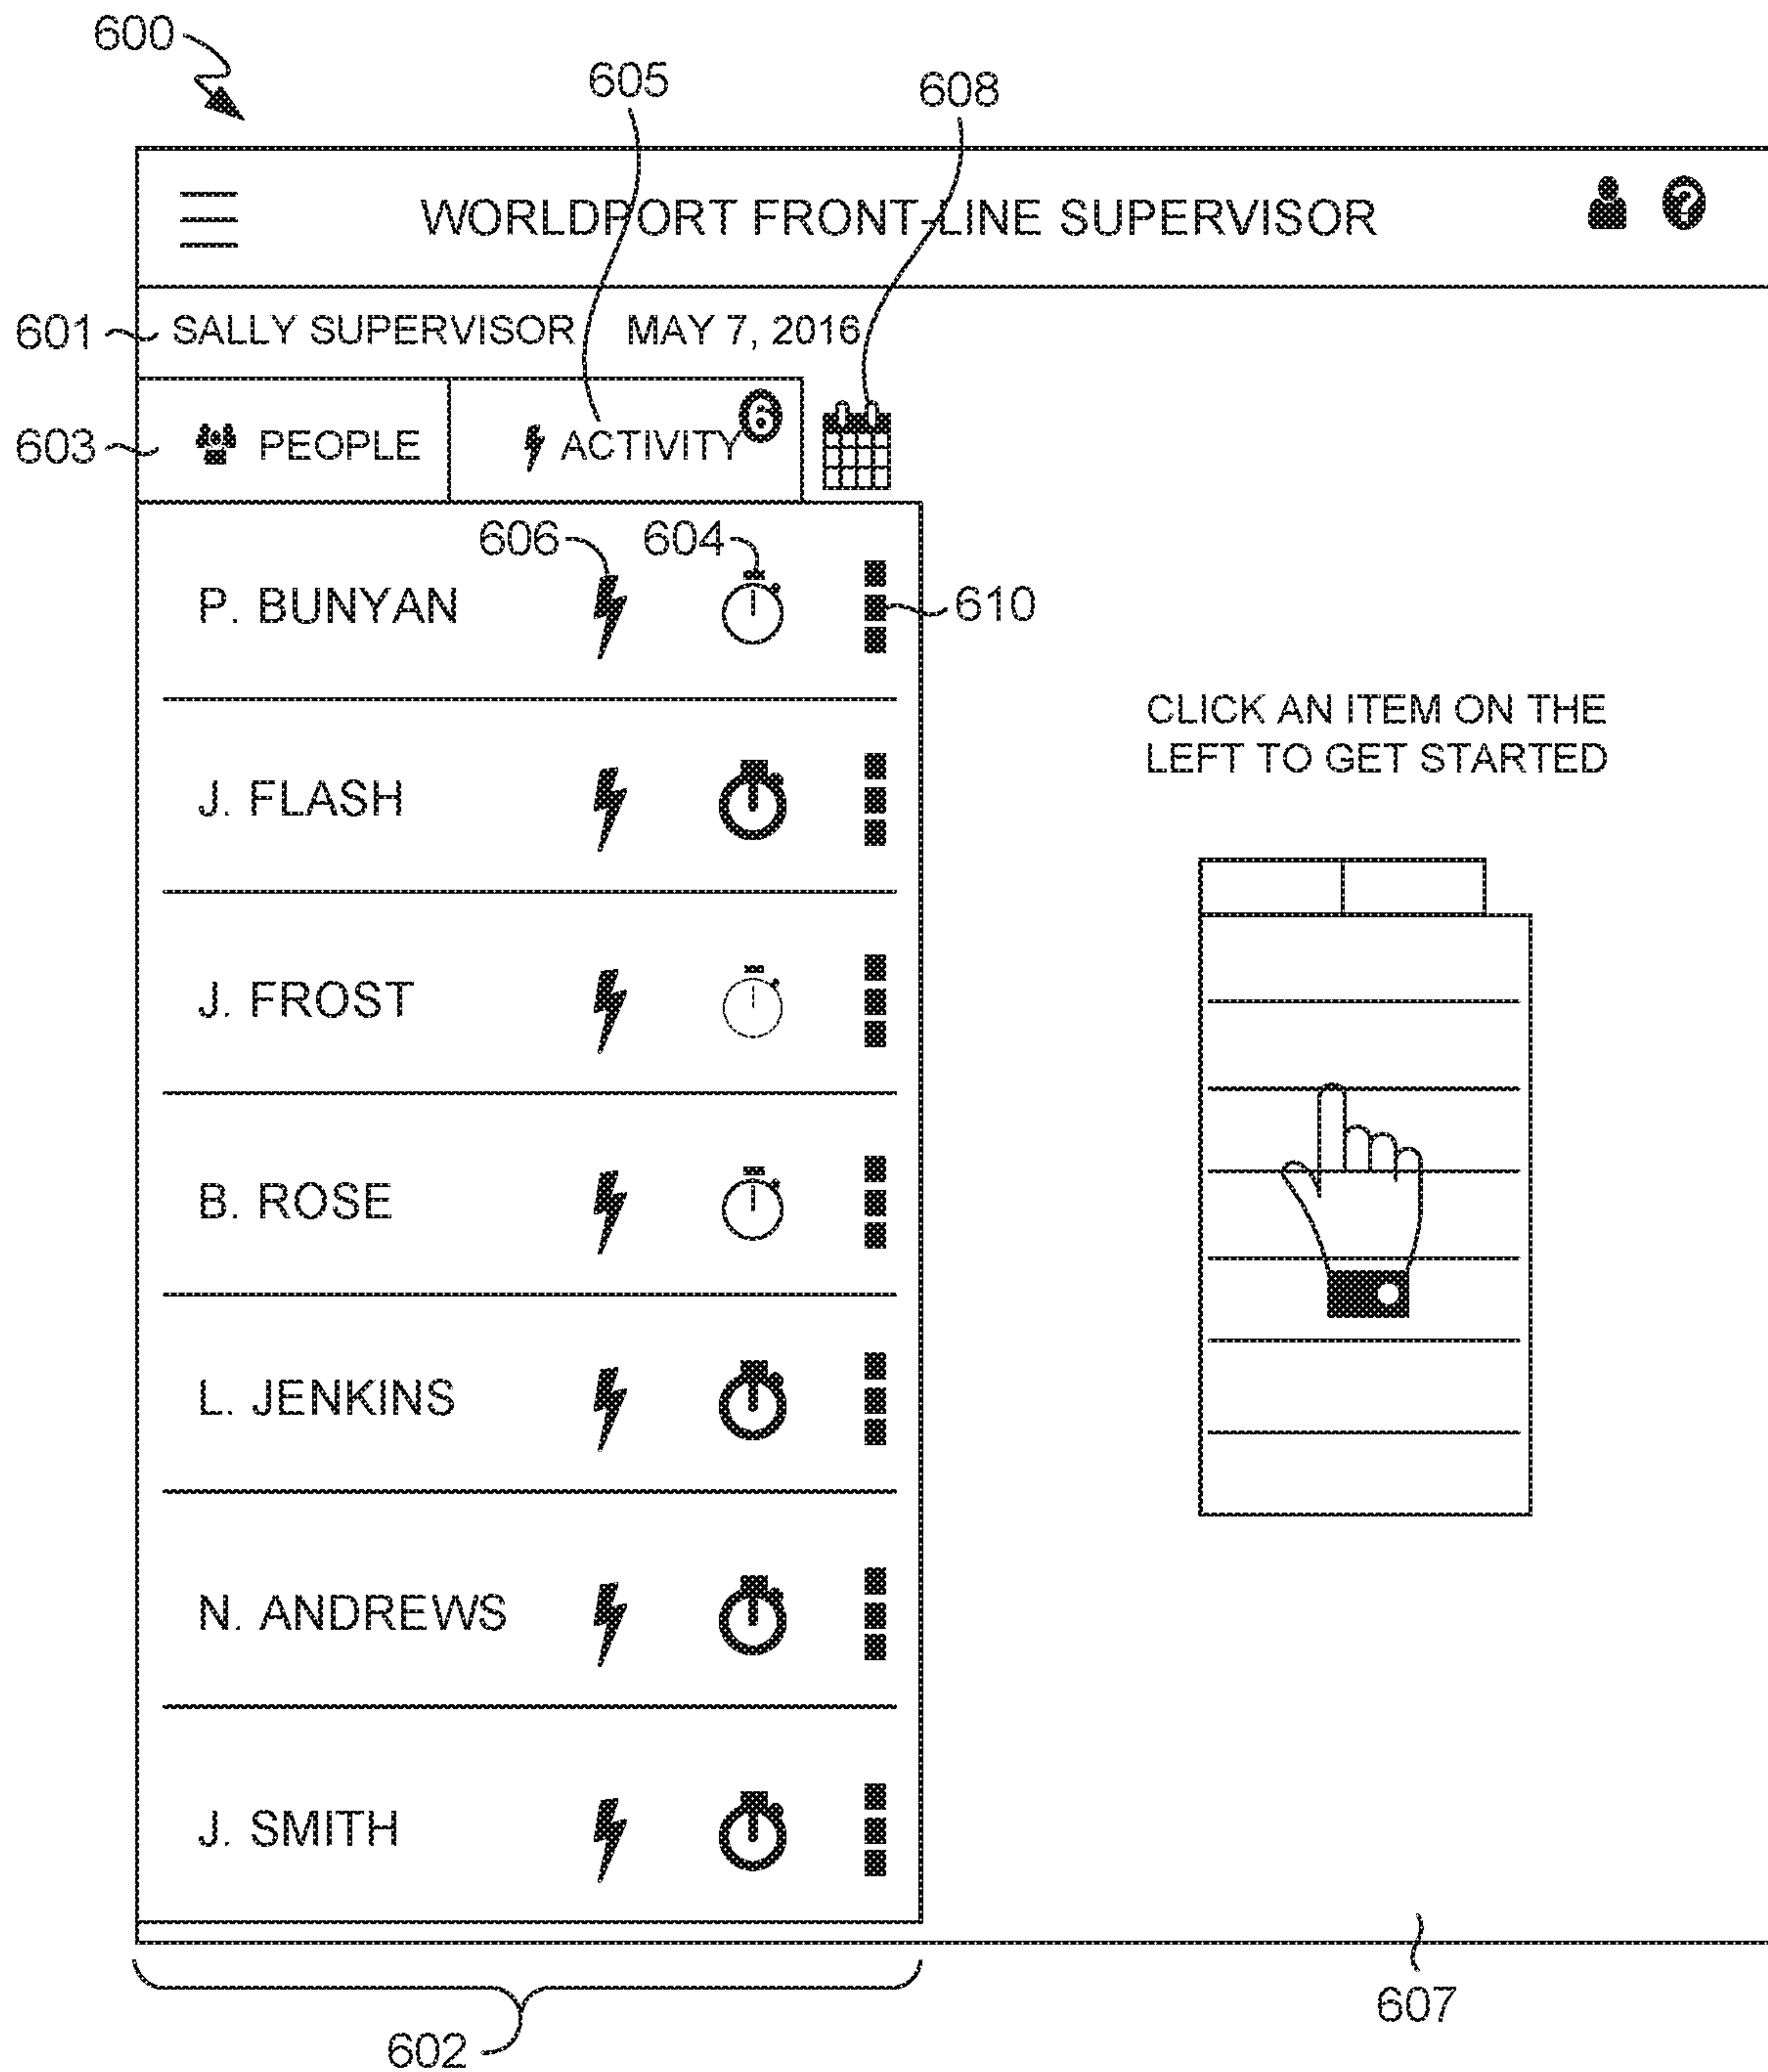 600
605
608
WORLDPORT FRONT-LINE SUPERVISOR
?
601
SALLY SUPERVISOR MAY 7, 2016
603
PEOPLE
ACTIVITY
6
606
604
P. BUNYAN
610
CLICK AN ITEM ON THE
LEFT TO GET STARTED
J. FLASH
J. FROST
B. ROSE
L. JENKINS
N. ANDREWS
J. SMITH
607
602